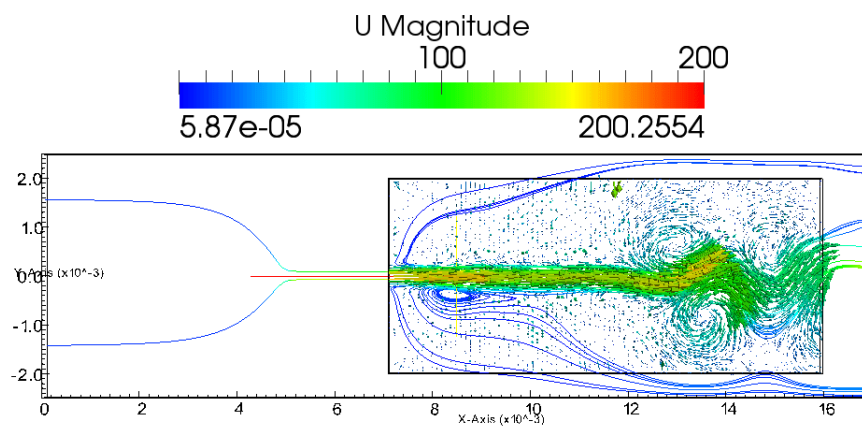 U Magnitude
100 200
5.87e-05 200.2554
2.0
1.0
Y-Axis (x10^-3)
0.0
-1.0
-2.0
0 2 4 6 8 10 12 14 16
X-Axis (x10^-3)